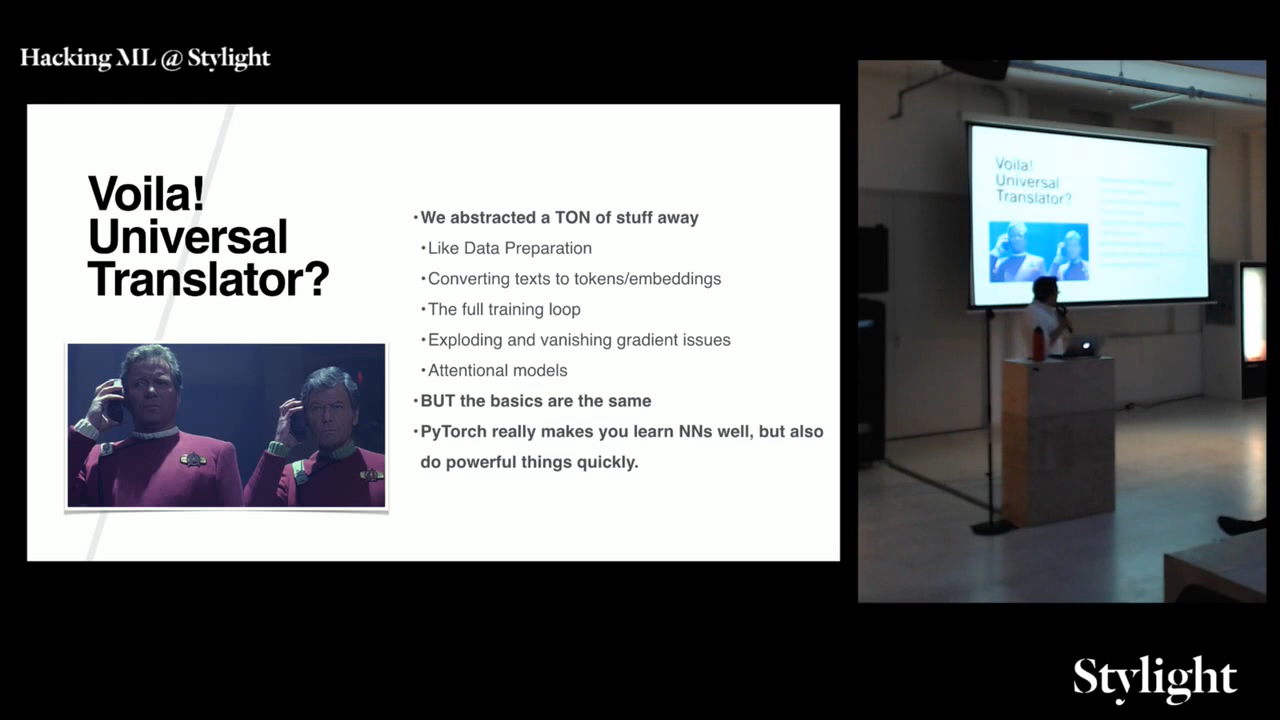 Hacking ML @ Stylight
Voila!
Universal
Translator?
•We abstracted a TON of stuff away
•Like Data Preparation
•Converting texts to tokens/embeddings
•The full training loop
•Exploding and vanishing gradient issues
•Attentional models
•BUT the basics are the same
•PyTorch really makes you learn NNs well, but also
do powerful things quickly.
Voila!
Universal
Translator?
Stylight